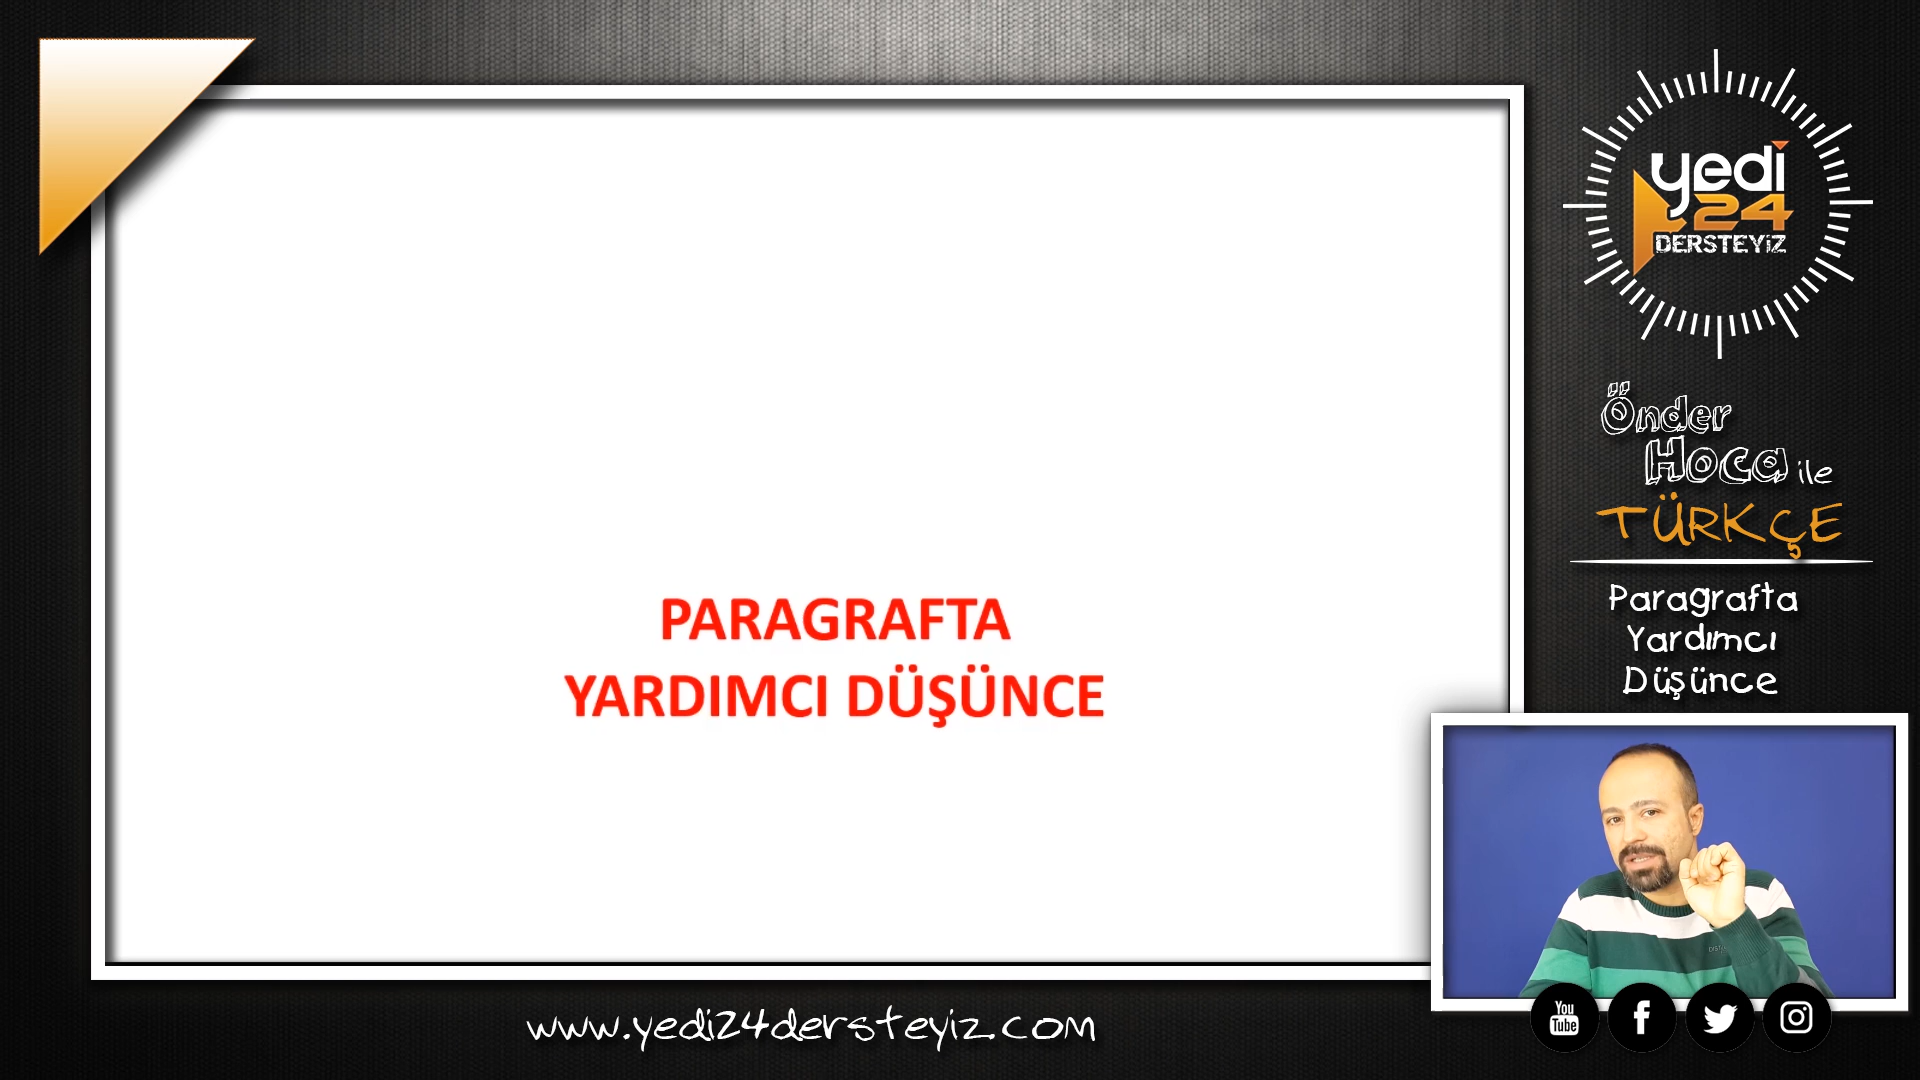 yedi
24
DERSTEYİZ
Önder
Hoca ile
TÜRKÇE
Paragrafta
Yardımcı
Düşünce
PARAGRAFTA
YARDIMCI DÜŞÜNCE
www.yedi24dersteyiz.com
You
Tube